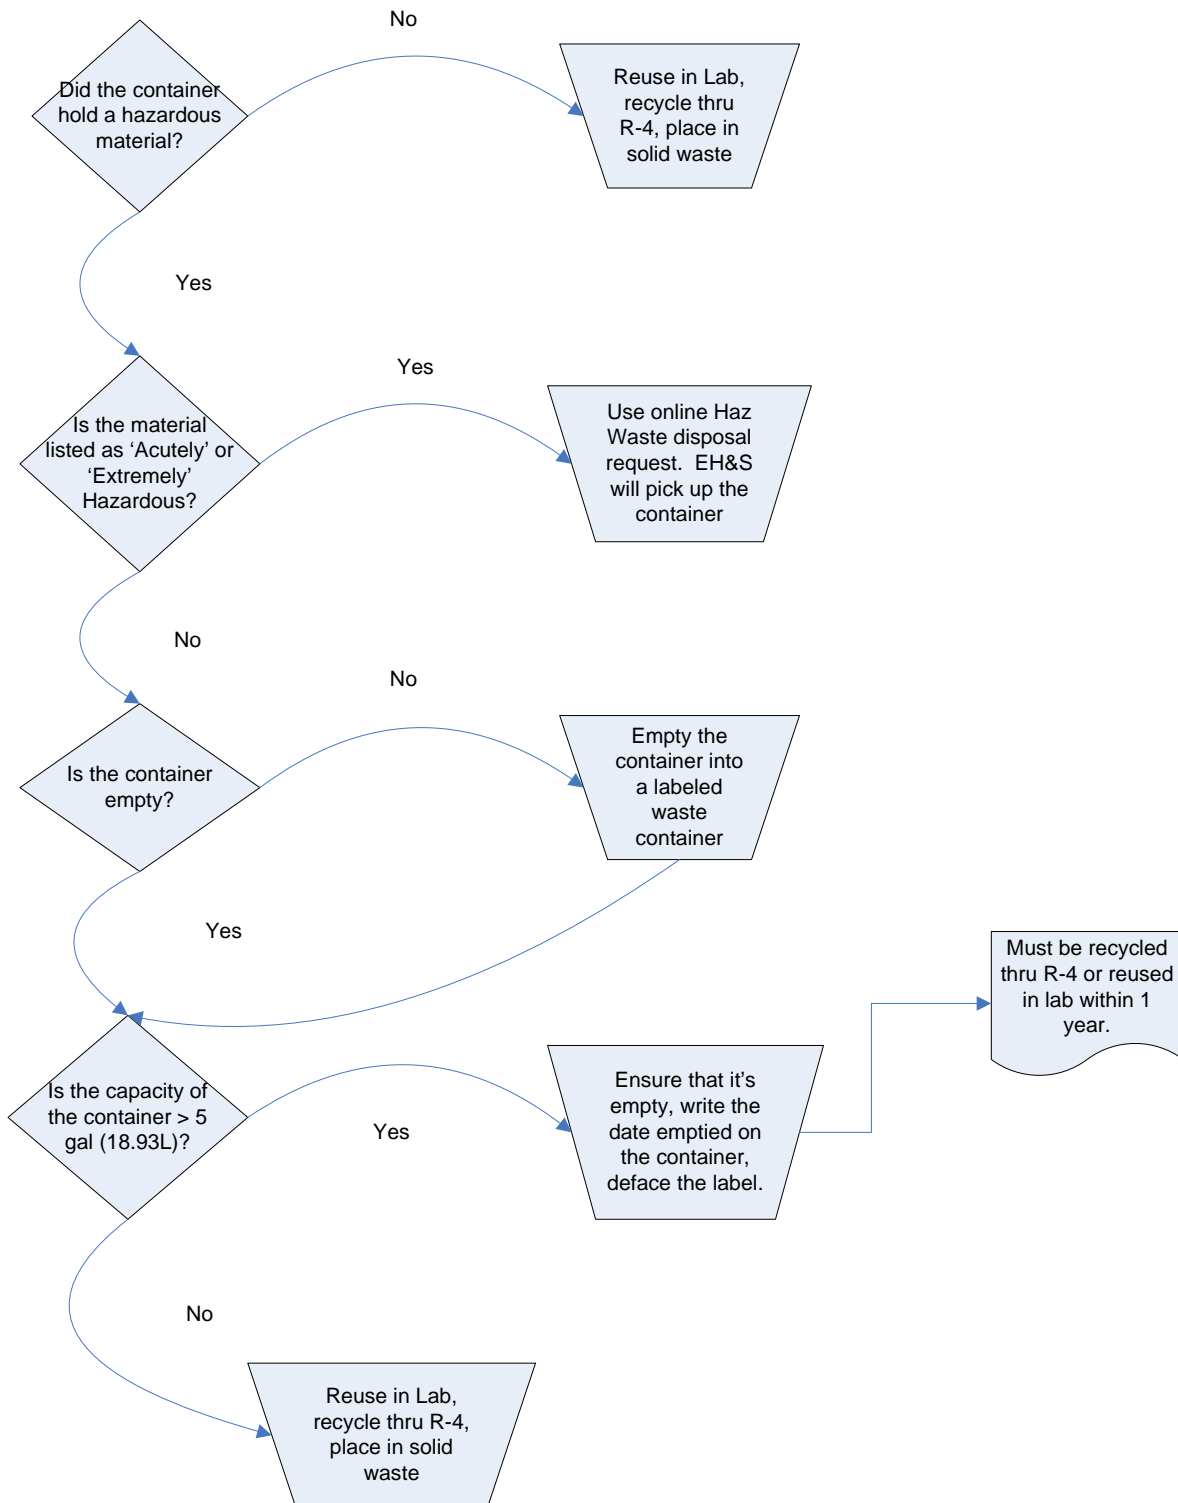 No
Did the container
hold a hazardous
material?
Reuse in Lab,
recycle thru
R-4, place in
solid waste
Yes
Yes
Is the material
listed as ‘Acutely’ or
‘Extremely’
Hazardous?
Use online Haz
Waste disposal
request.  EH&S
will pick up the
container
No
No
Is the container
empty?
Empty the
container into
a labeled
waste
container
Yes
Must be recycled
thru R-4 or reused
in lab within 1
year.
Is the capacity of
the container > 5
gal (18.93L)?
Yes
Ensure that it’s
empty, write the
date emptied on
the container,
deface the label.
No
Reuse in Lab,
recycle thru R-4,
place in solid
waste